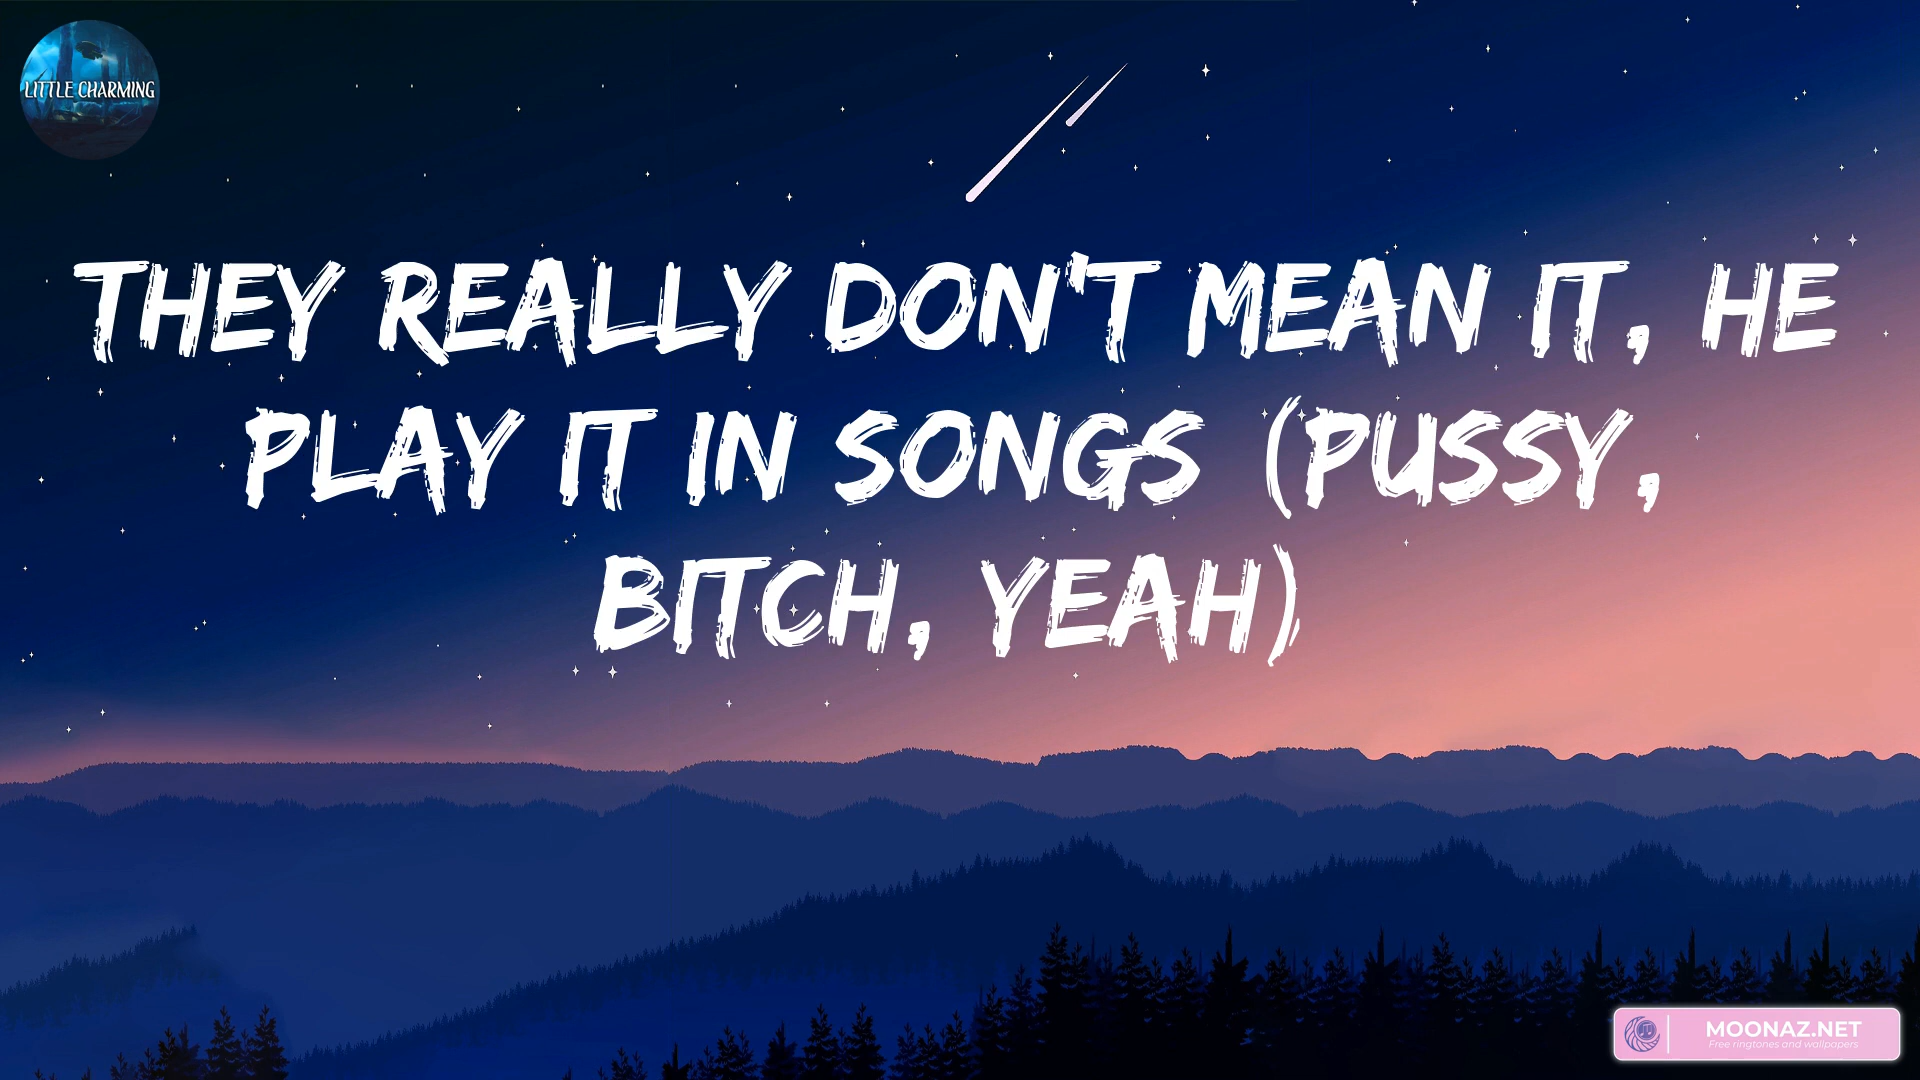 LITTLE CHARMING
THEY REALLY DON'T MEAN IT, HE
PLAY IT IN SONGS (PUSSY,
BITCH, YEAH)
MOONAZ.NET
Free ringtones and wallpapers